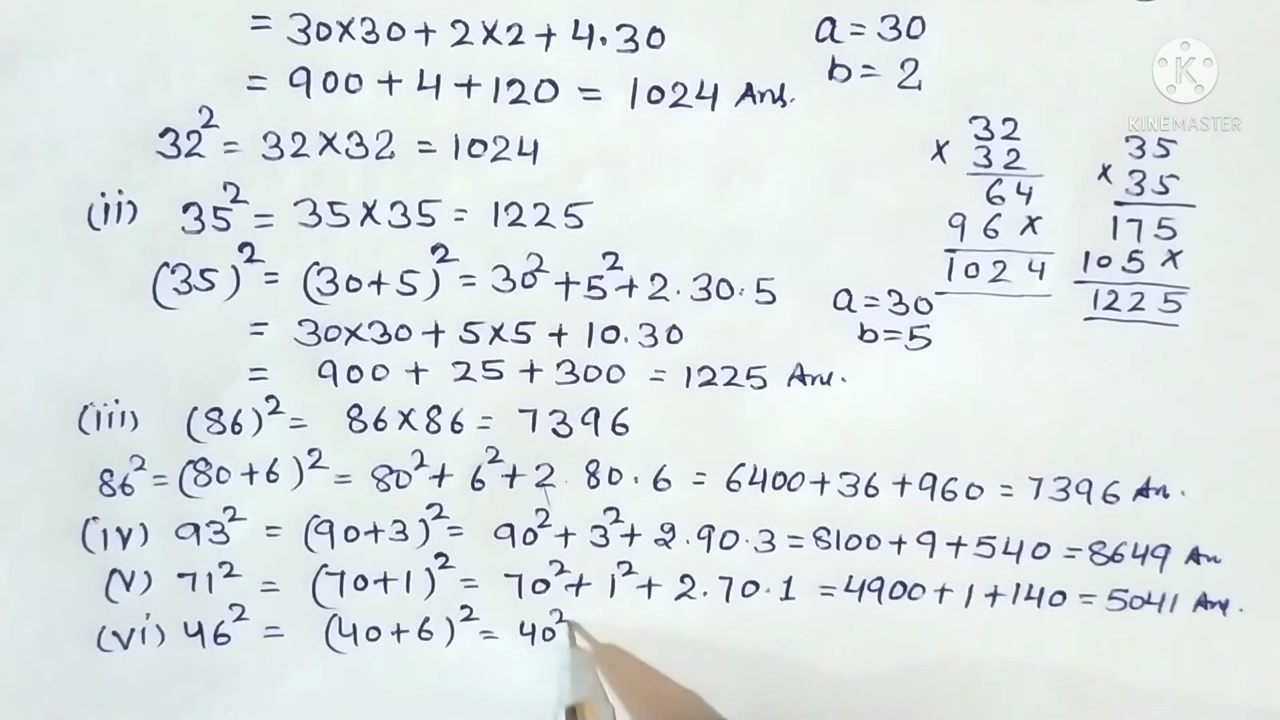 = 30×30 + 2×2 + 4.30
= 900 + 4 + 120 = 1024 Ans.
a = 30
b = 2
KINEMASTER
32² = 32×32 = 1024
32
× 32
64
96×
1024
35
× 35
175
105×
1225
(ii) 35² = 35×35 = 1225
(35)² = (30+5)² = 30² + 5² + 2.30.5
a = 30
b = 5
= 30×30 + 5×5 + 10.30
= 900 + 25 + 300 = 1225 Ans.
(iii) (86)² = 86×86 = 7396
86² = (80+6)² = 80² + 6² + 2.80.6 = 6400+36+960 = 7396 An.
(iv) 93² = (90+3)² = 90² + 3² + 2.90.3 = 8100+9+540 = 8649 An
(v) 71² = (70+1)² = 70² + 1² + 2.70.1 = 4900+1+140 = 5041 Ans.
(vi) 46² = (40+6)² = 40²